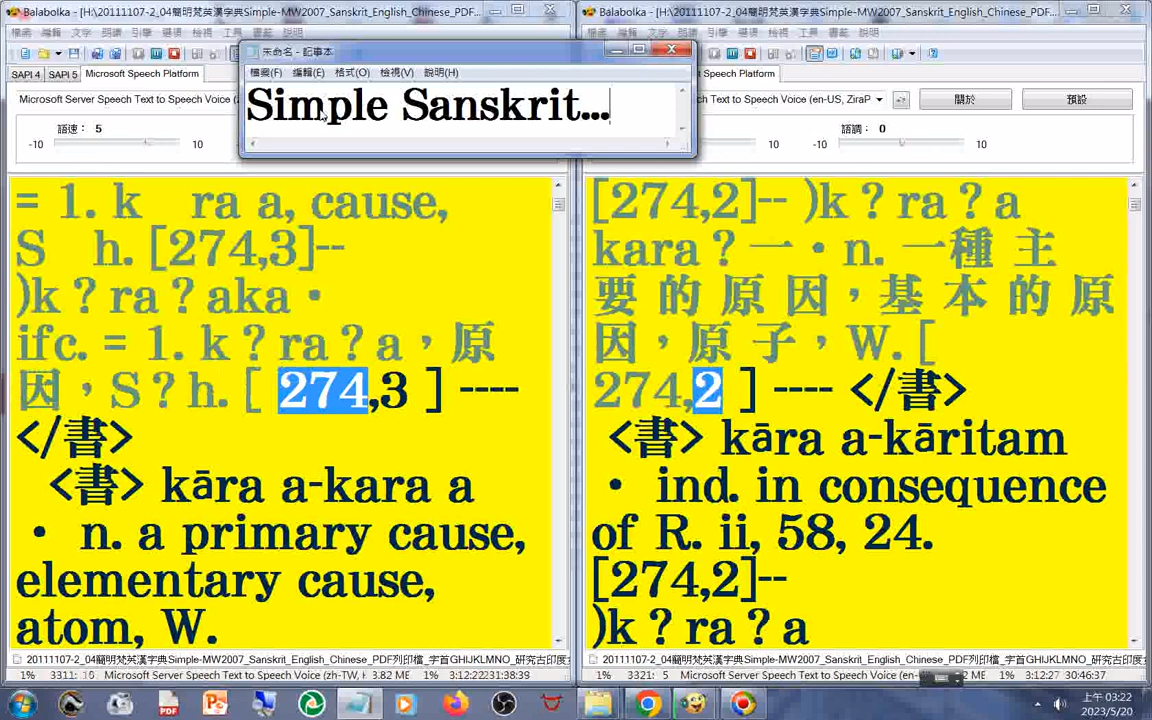 Balabolka - [H:\20111107-2_04簡明梵英漢字典Simple-MW2007_Sanskrit_English_Chinese_PDF...
Balabolka - [H:\20111107-2_04簡明梵英漢字典Simple-MW2007_Sanskrit_English_Chinese_PDF...
未命名 - 記事本
檔案(F) 編輯(E) 格式(O) 檢視(V) 說明(H)
Simple Sanskrit...
SAPI 4 SAPI 5 Microsoft Speech Platform
t Speech Platform
Microsoft Server Speech Text to Speech Voice (z
ft Server Speech Text to Speech Voice (en-US, ZiraP
關於 預設
語速： 5
-10 10
語調： 0
10 -10 10
= 1. k ra a, cause,
S h. [274,3]--
)k？ra？aka •
ifc. = 1. k？ra？a，原
因，S？h. [ 274,3 ] ----
</書>
<書> kāra a-kara a
• n. a primary cause,
elementary cause,
atom, W.
[274,2]-- )k？ra？a
kara？一•n. 一種 主
要 的 原 因，基 本 的 原
因，原 子，W. [
274,2 ] ---- </書>
<書> kāra a-kāritam
• ind. in consequence
of R. ii, 58, 24.
[274,2]--
)k？ra？a
20111107-2_04簡明梵英漢字典Simple-MW2007_Sanskrit_English_Chinese_PDF列印檔_字首GHIJKLMNO_研究古印度
20111107-2_04簡明梵英漢字典Simple-MW2007_Sanskrit_English_Chinese_PDF列印檔_字首GHIJKLMNO_研究古印度
1% 3311: 10 Microsoft Server Speech Text to Speech Voice (zh-TW, H 3.82 MB 1% 3:12:22
1% 3321: 5 Microsoft Server Speech Text to Speech Voice (en- 1% 3:12:27 30:46:37
上午 03:22
2023/5/20